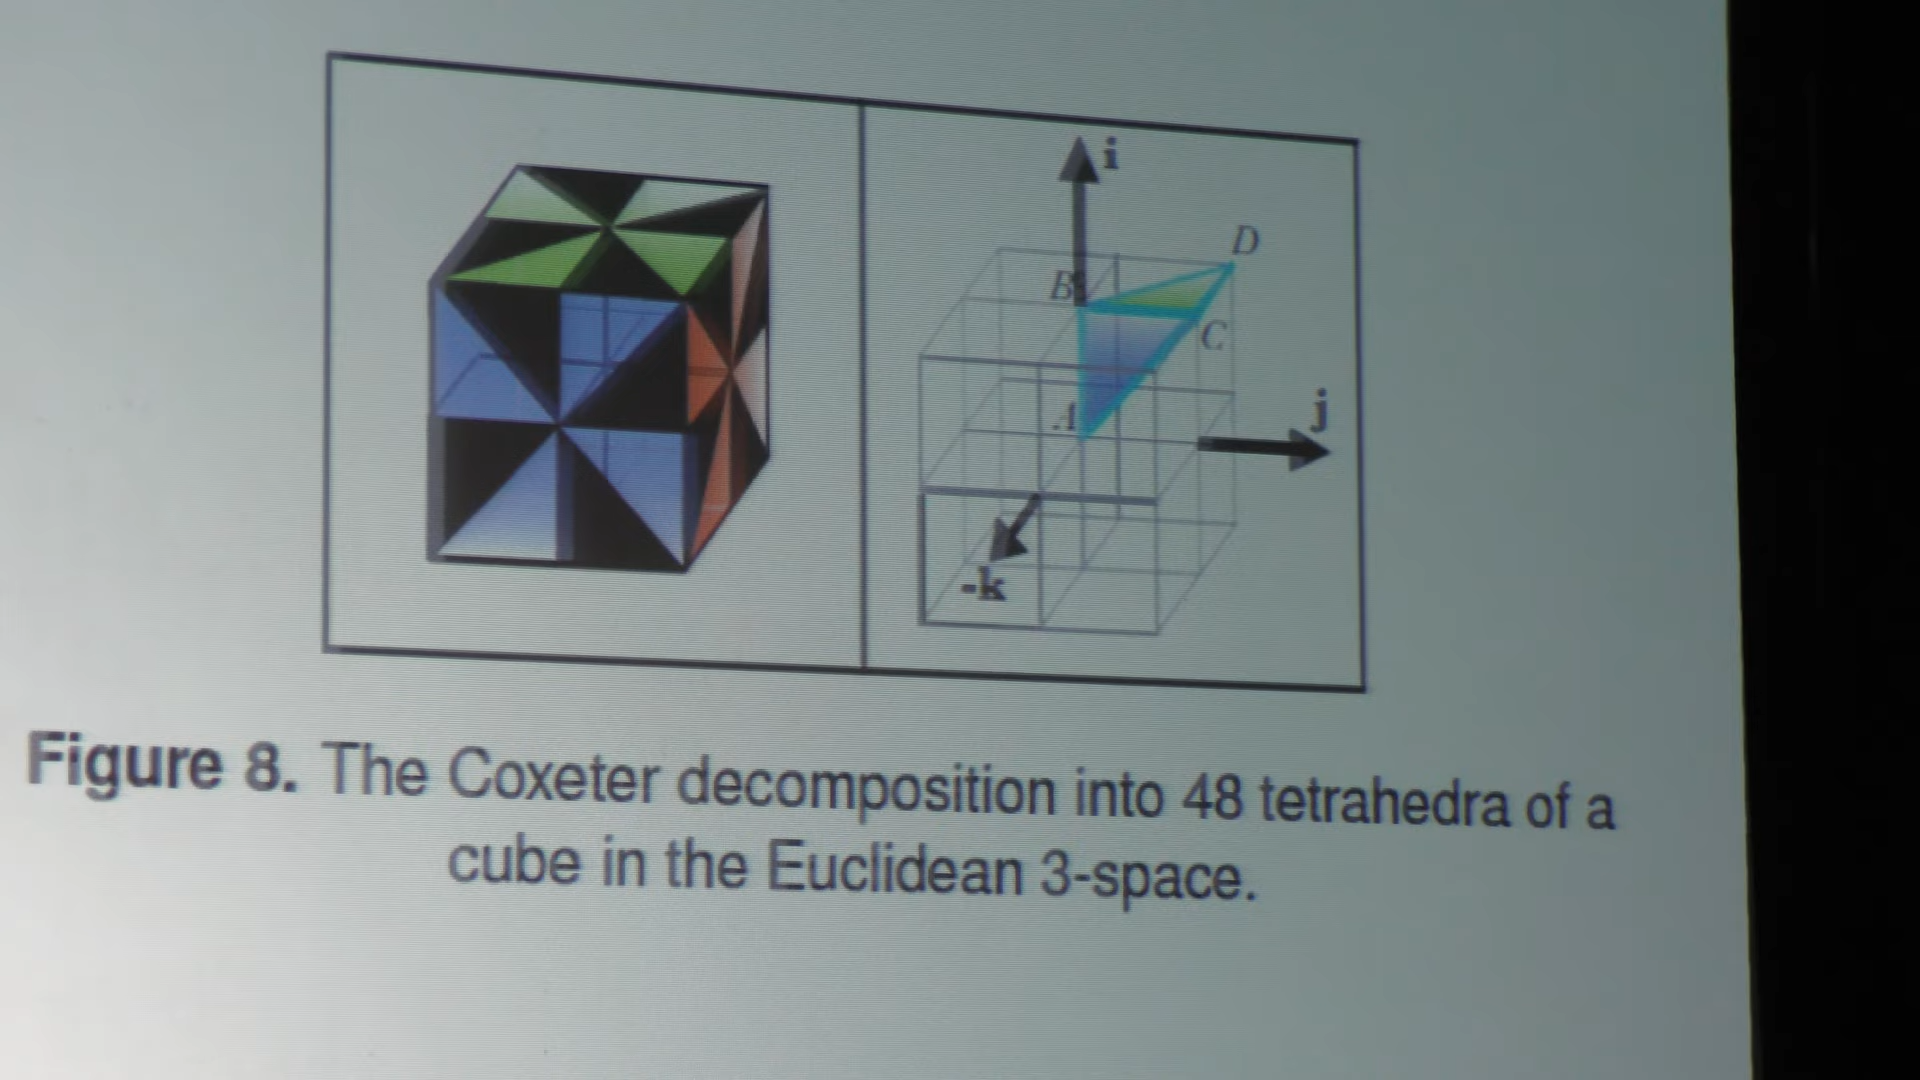 i
D
B
C
A
j
-k
Figure 8. The Coxeter decomposition into 48 tetrahedra of a
cube in the Euclidean 3-space.